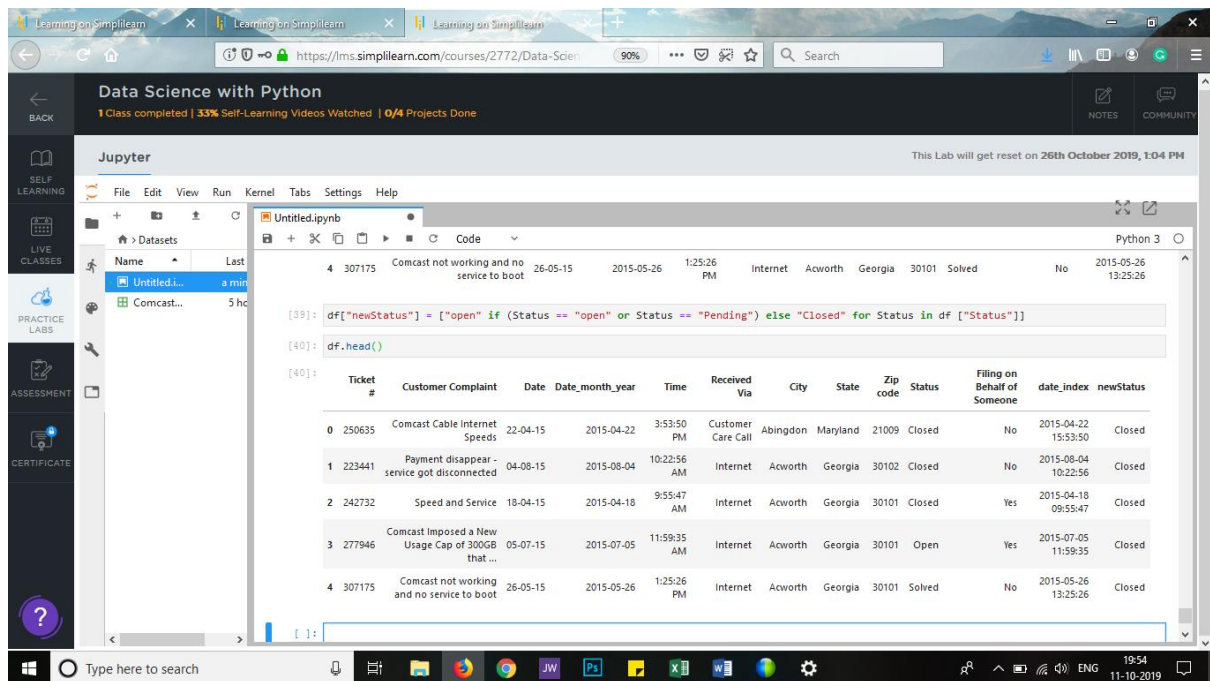 Learning on Simplilearn
Learning on Simplilearn
Learning on Simplilearn
https://lms.simplilearn.com/courses/2772/Data-Scien
90%
Search
BACK
Data Science with Python
1 Class completed | 33% Self-Learning Videos Watched | 0/4 Projects Done
NOTES
COMMUNITY
SELF LEARNING
LIVE CLASSES
PRACTICE LABS
ASSESSMENT
CERTIFICATE
Jupyter
This Lab will get reset on 26th October 2019, 1:04 PM
File Edit View Run Kernel Tabs Settings Help
> Datasets
Name Last
Untitled.i... a min
Comcast... 5 ho
Untitled.ipynb
Code
Python 3
4 307175 Comcast not working and no service to boot 26-05-15 2015-05-26 1:25:26 PM Internet Acworth Georgia 30101 Solved No 2015-05-26 13:25:26
[39]: df["newStatus"] = ["open" if (Status == "open" or Status == "Pending") else "Closed" for Status in df ["Status"]]
[40]: df.head()
[40]:
Ticket # Customer Complaint Date Date_month_year Time Received Via City State Zip code Status Filing on Behalf of Someone date_index newStatus
0 250635 Comcast Cable Internet Speeds 22-04-15 2015-04-22 3:53:50 PM Customer Care Call Abingdon Maryland 21009 Closed No 2015-04-22 15:53:50 Closed
1 223441 Payment disappear - service got disconnected 04-08-15 2015-08-04 10:22:56 AM Internet Acworth Georgia 30102 Closed No 2015-08-04 10:22:56 Closed
2 242732 Speed and Service 18-04-15 2015-04-18 9:55:47 AM Internet Acworth Georgia 30101 Closed Yes 2015-04-18 09:55:47 Closed
3 277946 Comcast Imposed a New Usage Cap of 300GB that ... 05-07-15 2015-07-05 11:59:35 AM Internet Acworth Georgia 30101 Open Yes 2015-07-05 11:59:35 Closed
4 307175 Comcast not working and no service to boot 26-05-15 2015-05-26 1:25:26 PM Internet Acworth Georgia 30101 Solved No 2015-05-26 13:25:26 Closed
[ ]:
?
Type here to search
JW
Ps
ENG
19:54
11-10-2019